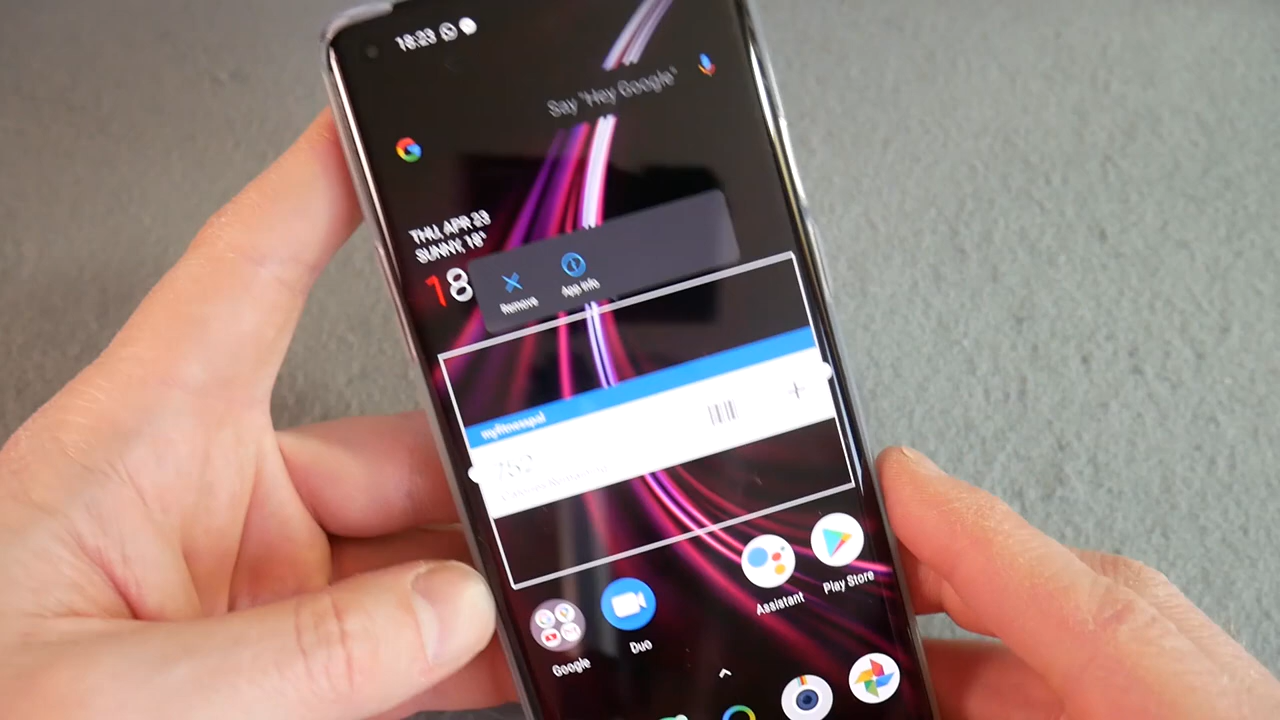 18:23
Say "Hey Google"
THU, APR 23
SUNNY, 18°
18
Remove
App info
myfitnesspal
752
+
Google
Duo
Assistant
Play Store